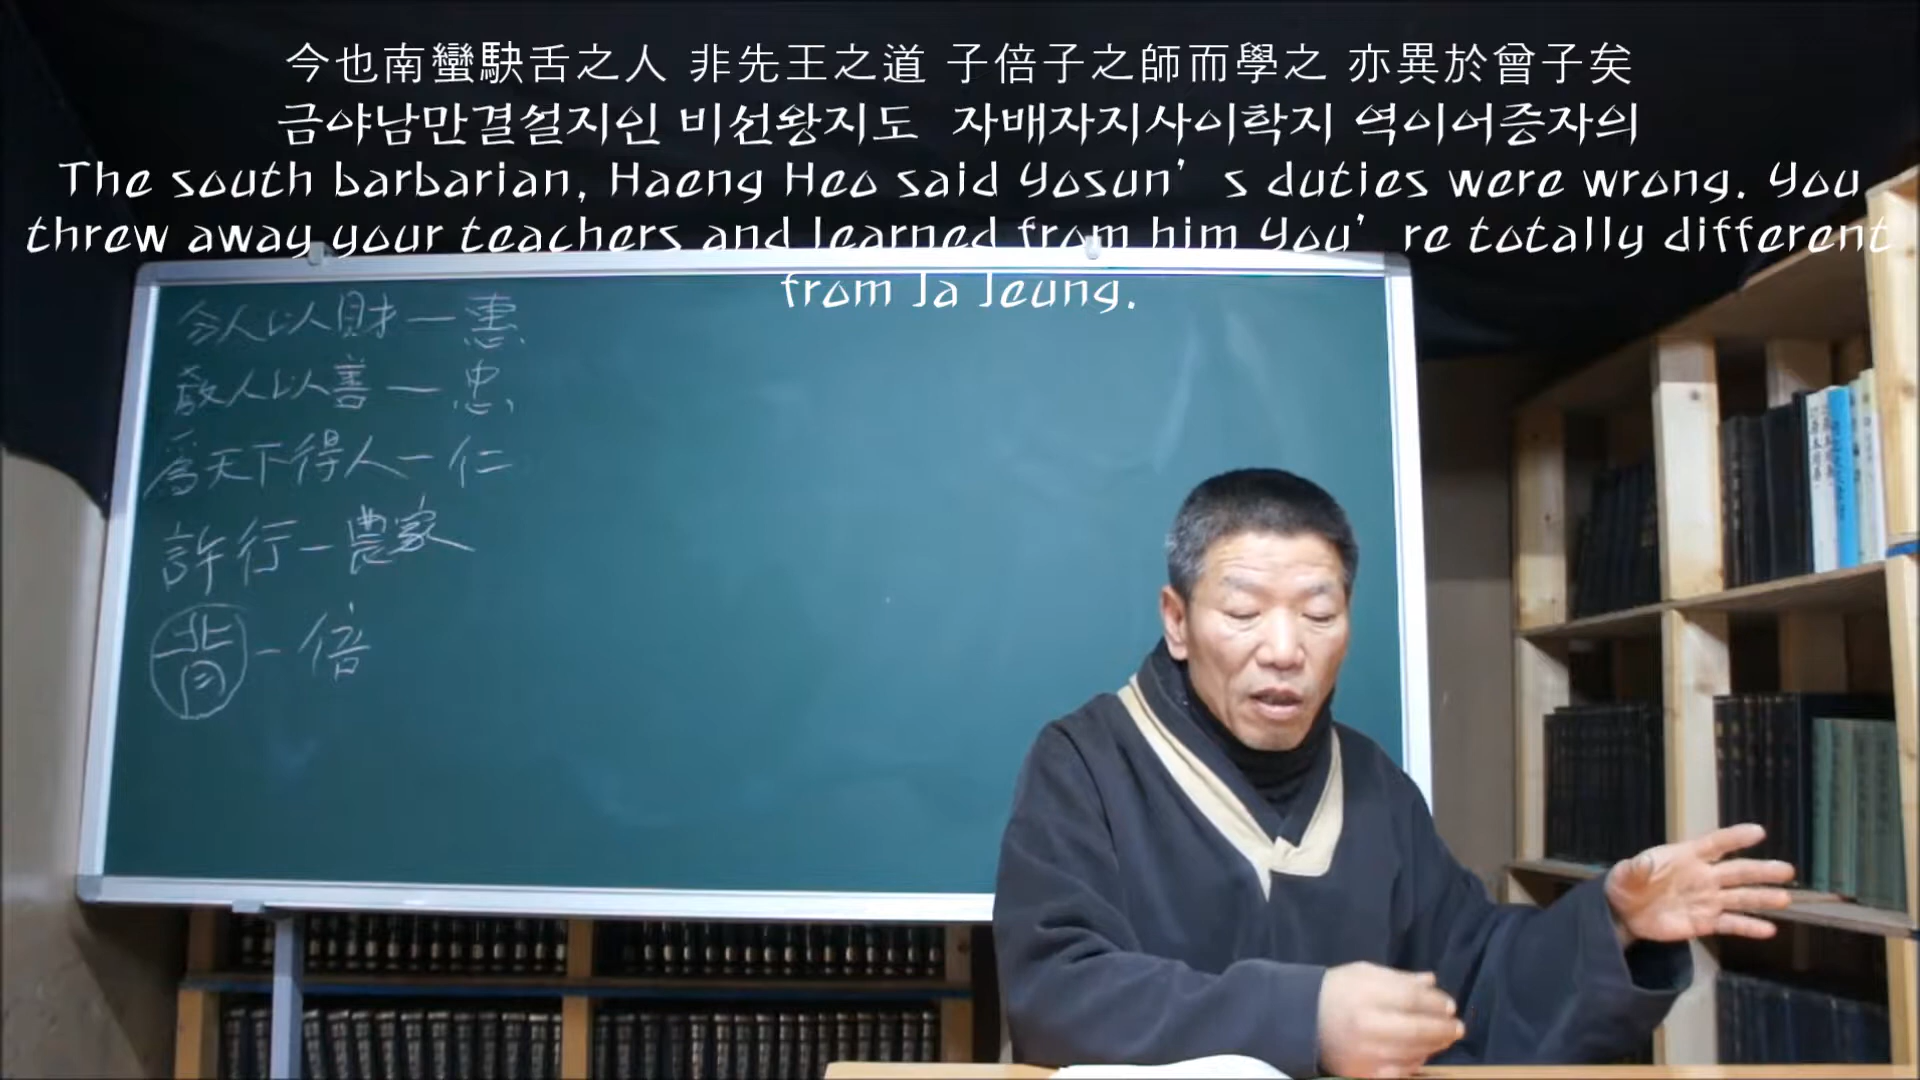 今也南蠻駃舌之人 非先王之道 子倍子之師而學之 亦異於曾子矣
금야남만결설지인 비선왕지도 자배자지사이학지 역이어증자의
The south barbarian, Haeng Heo said Yosun’s duties were wrong. You
threw away your teachers and learned from him You’re totally different
from Ja Jeung.
今人以人財一惠
敎人以人善一忠
爲天下得人一仁
許行一農家
背一倍